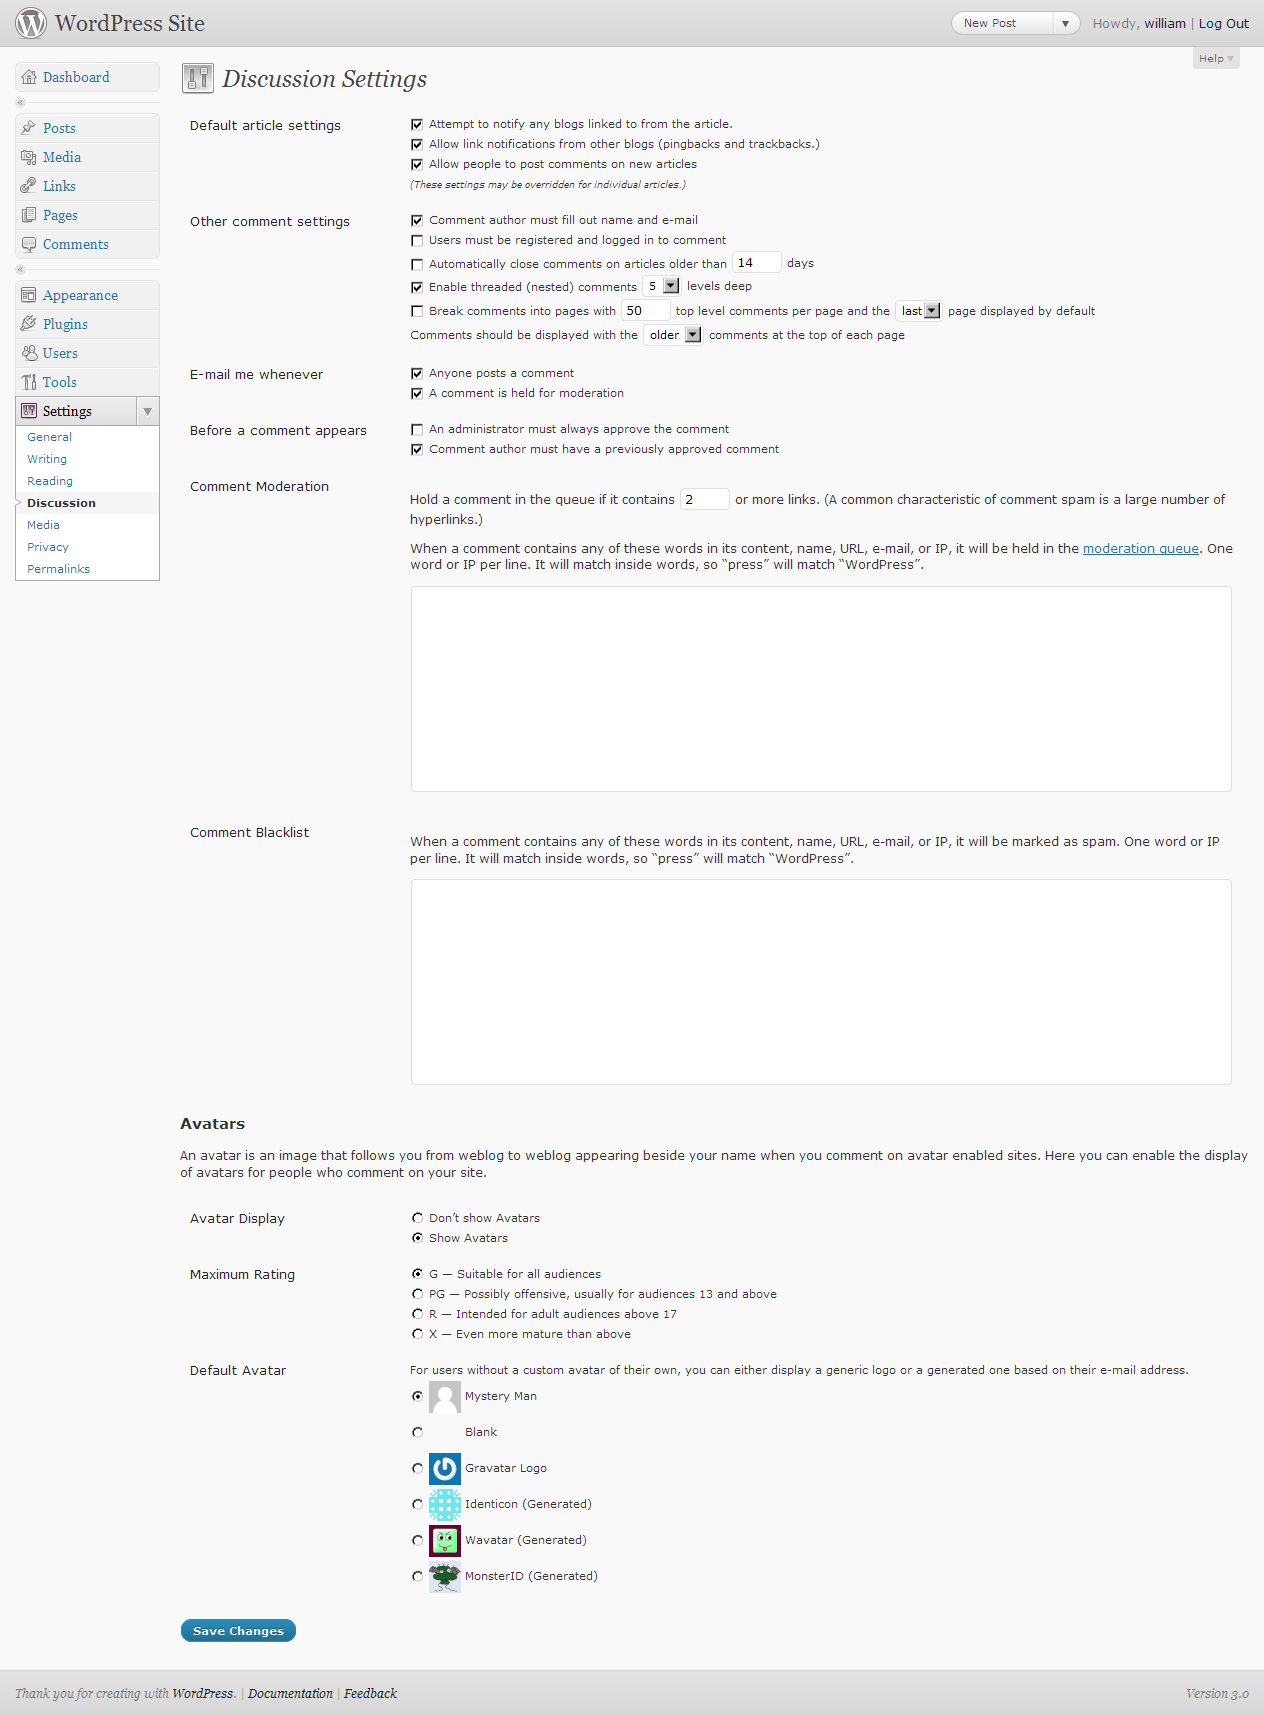 WordPress Site
New Post
Howdy, william | Log Out
Help
Dashboard
Posts
Media
Links
Pages
Comments
Appearance
Plugins
Users
Tools
Settings
General
Writing
Reading
Discussion
Media
Privacy
Permalinks
Discussion Settings
Default article settings
Attempt to notify any blogs linked to from the article.
Allow link notifications from other blogs (pingbacks and trackbacks.)
Allow people to post comments on new articles
(These settings may be overridden for individual articles.)
Other comment settings
Comment author must fill out name and e-mail
Users must be registered and logged in to comment
Automatically close comments on articles older than 14 days
Enable threaded (nested) comments 5 levels deep
Break comments into pages with 50 top level comments per page and the last page displayed by default
Comments should be displayed with the older comments at the top of each page
E-mail me whenever
Anyone posts a comment
A comment is held for moderation
Before a comment appears
An administrator must always approve the comment
Comment author must have a previously approved comment
Comment Moderation
Hold a comment in the queue if it contains 2 or more links. (A common characteristic of comment spam is a large number of
hyperlinks.)
When a comment contains any of these words in its content, name, URL, e-mail, or IP, it will be held in the moderation queue. One
word or IP per line. It will match inside words, so “press” will match “WordPress”.
Comment Blacklist
When a comment contains any of these words in its content, name, URL, e-mail, or IP, it will be marked as spam. One word or IP
per line. It will match inside words, so “press” will match “WordPress”.
Avatars
An avatar is an image that follows you from weblog to weblog appearing beside your name when you comment on avatar enabled sites. Here you can enable the display
of avatars for people who comment on your site.
Avatar Display
Don’t show Avatars
Show Avatars
Maximum Rating
G — Suitable for all audiences
PG — Possibly offensive, usually for audiences 13 and above
R — Intended for adult audiences above 17
X — Even more mature than above
Default Avatar
For users without a custom avatar of their own, you can either display a generic logo or a generated one based on their e-mail address.
Mystery Man
Blank
Gravatar Logo
Identicon (Generated)
Wavatar (Generated)
MonsterID (Generated)
Save Changes
Thank you for creating with WordPress. | Documentation | Feedback
Version 3.0